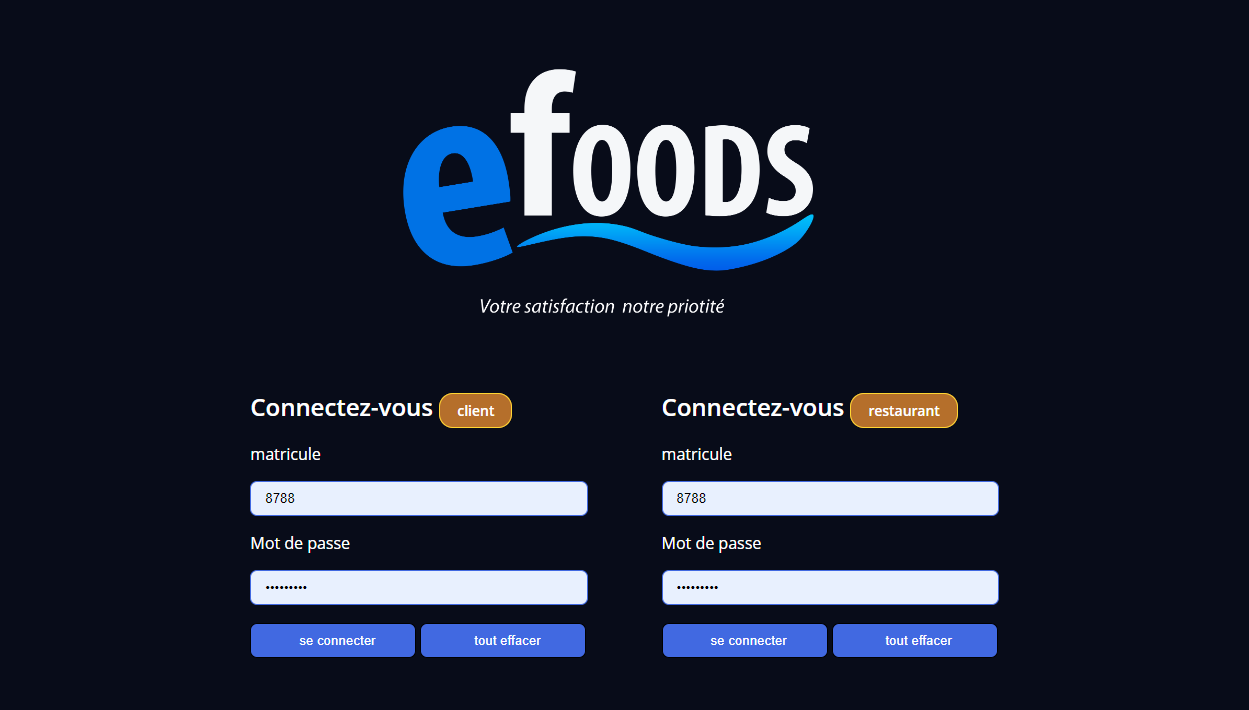 efoods
Votre satisfaction notre priotité
Connectez-vous client
matricule
8788
Mot de passe
•••••••••
se connecter tout effacer
Connectez-vous restaurant
matricule
8788
Mot de passe
•••••••••
se connecter tout effacer